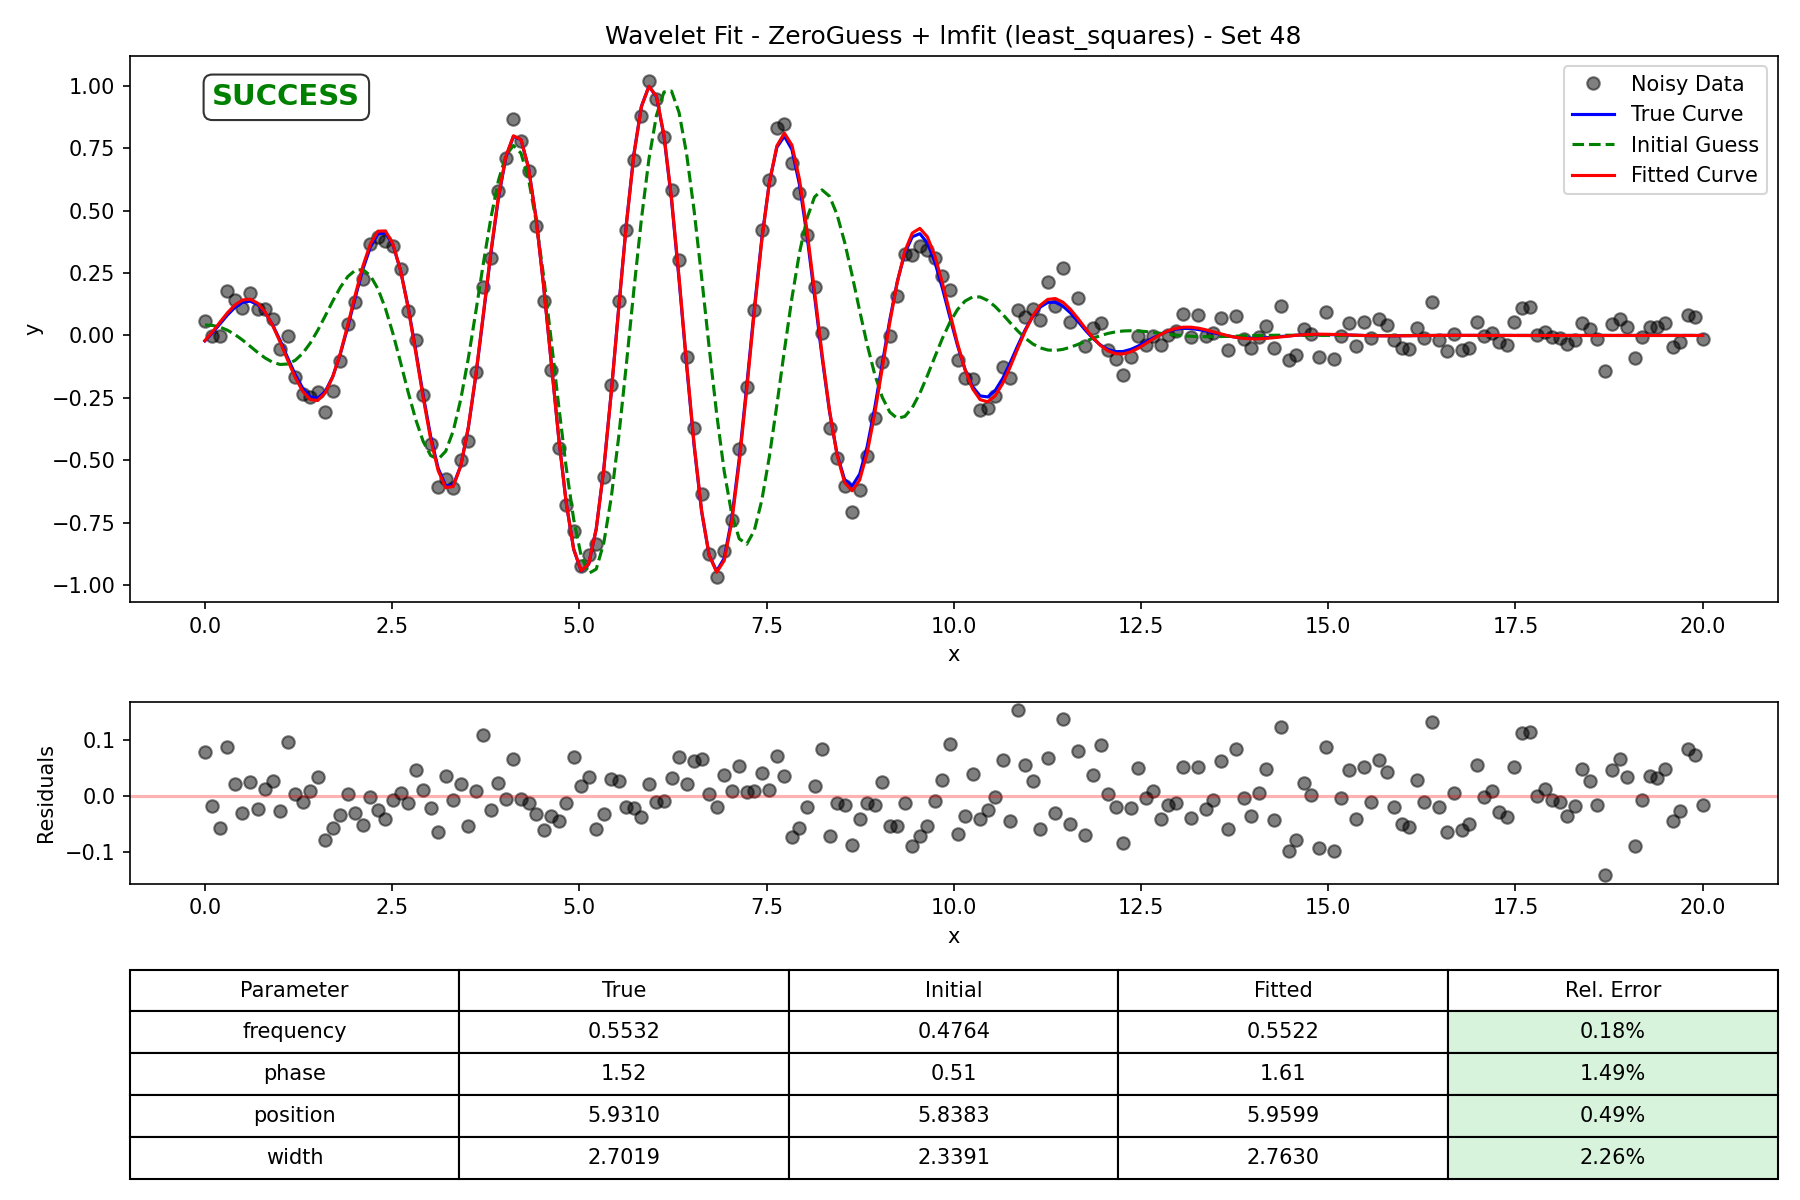 Wavelet Fit - ZeroGuess + lmfit (least_squares) - Set 48
SUCCESS
Noisy Data
True Curve
Initial Guess
Fitted Curve
1.00
0.75
0.50
0.25
0.00
−0.25
−0.50
−0.75
−1.00
y
0.0 2.5 5.0 7.5 10.0 12.5 15.0 17.5 20.0
x
0.1
0.0
−0.1
Residuals
0.0 2.5 5.0 7.5 10.0 12.5 15.0 17.5 20.0
x
Parameter True Initial Fitted Rel. Error
frequency 0.5532 0.4764 0.5522 0.18%
phase 1.52 0.51 1.61 1.49%
position 5.9310 5.8383 5.9599 0.49%
width 2.7019 2.3391 2.7630 2.26%